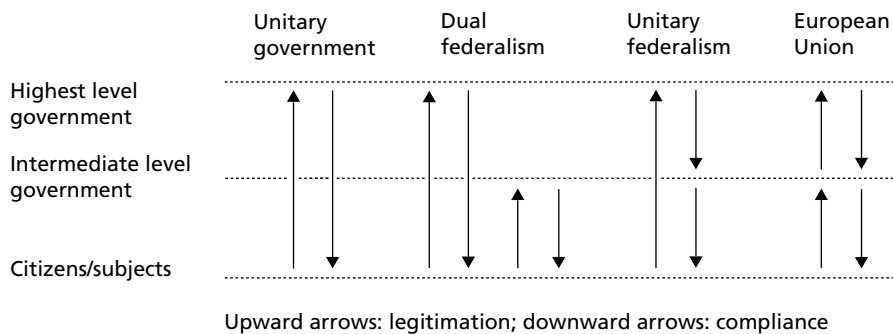 Unitary
government
Dual
federalism
Unitary
federalism
European
Union
Highest level
government
Intermediate level
government
Citizens/subjects
Upward arrows: legitimation; downward arrows: compliance